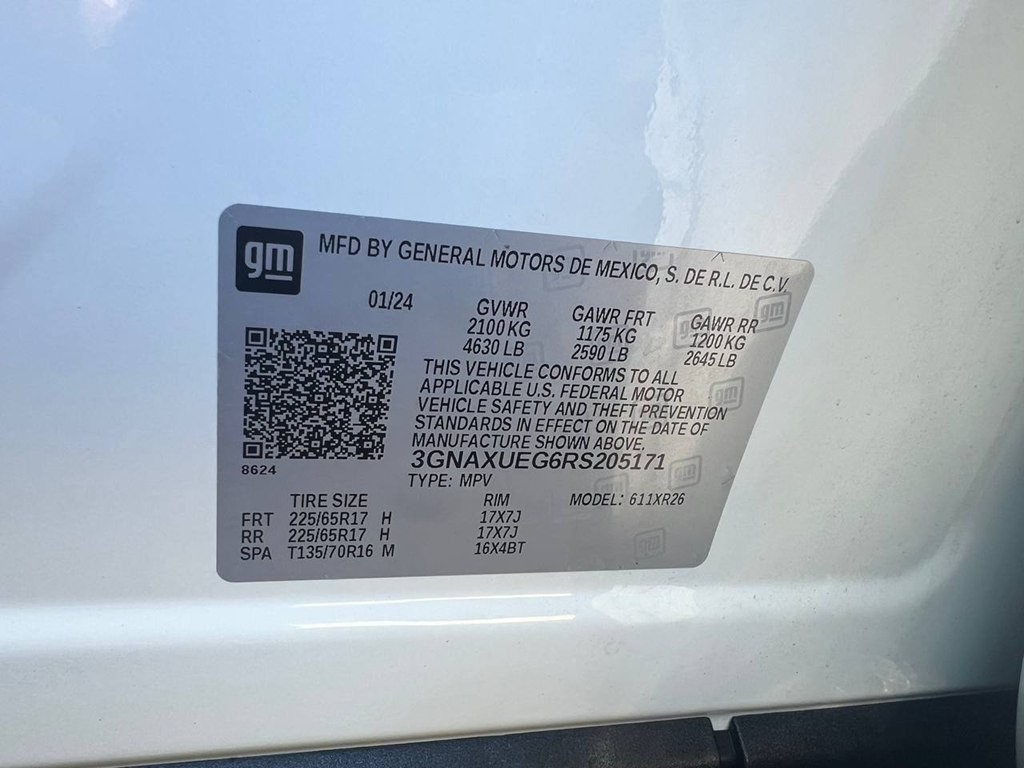 gm
MFD BY GENERAL MOTORS DE MEXICO, S. DE R.L. DE C.V.
01/24
GVWR GAWR FRT GAWR RR
2100 KG 1175 KG 1200 KG
4630 LB 2590 LB 2645 LB
THIS VEHICLE CONFORMS TO ALL
APPLICABLE U.S. FEDERAL MOTOR
VEHICLE SAFETY AND THEFT PREVENTION
STANDARDS IN EFFECT ON THE DATE OF
MANUFACTURE SHOWN ABOVE.
8624
3GNAXUEG6RS205171
TYPE: MPV MODEL: 611XR26
TIRE SIZE RIM
FRT 225/65R17 H 17X7J
RR 225/65R17 H 17X7J
SPA T135/70R16 M 16X4BT